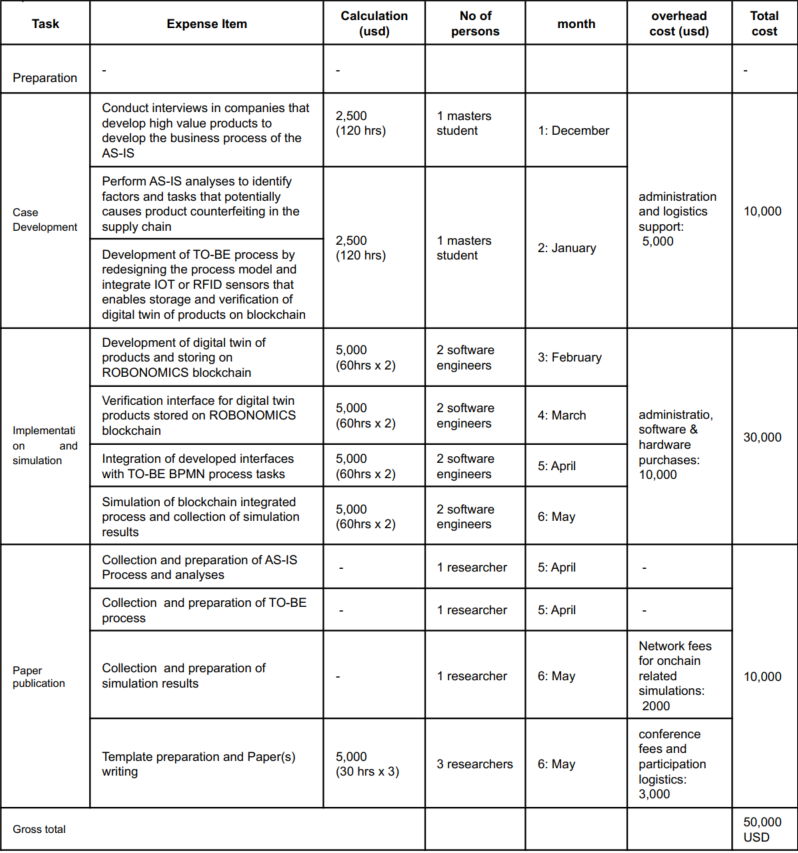 Task
Expense Item
Calculation
(usd)
No of
persons
month
overhead
cost (usd)
Total
cost
Preparation
-
-
-
Case
Development
Conduct interviews in companies that
develop high value products to
develop the business process of the
AS-IS
2,500
(120 hrs)
1 masters
student
1: December
administration
and logistics
support:
5,000
10,000
Perform AS-IS analyses to identify
factors and tasks that potentially
causes product counterfeiting in the
supply chain
2,500
(120 hrs)
1 masters
student
2: January
Development of TO-BE process by
redesigning the process model and
integrate IOT or RFID sensors that
enables storage and verification of
digital twin of products on blockchain
Implementati
on and
simulation
Development of digital twin of
products and storing on
ROBONOMICS blockchain
5,000
(60hrs x 2)
2 software
engineers
3: February
administratio,
software &
hardware
purchases:
10,000
30,000
Verification interface for digital twin
products stored on ROBONOMICS
blockchain
5,000
(60hrs x 2)
2 software
engineers
4: March
Integration of developed interfaces
with TO-BE BPMN process tasks
5,000
(60hrs x 2)
2 software
engineers
5: April
Simulation of blockchain integrated
process and collection of simulation
results
5,000
(60hrs x 2)
2 software
engineers
6: May
Paper
publication
Collection and preparation of AS-IS
Process and analyses
-
1 researcher
5: April
-
10,000
Collection and preparation of TO-BE
process
-
1 researcher
5: April
-
Collection and preparation of
simulation results
-
1 researcher
6: May
Network fees
for onchain
related
simulations:
2000
Template preparation and Paper(s)
writing
5,000
(30 hrs x 3)
3 researchers
6: May
conference
fees and
participation
logistics:
3,000
Gross total
50,000
USD